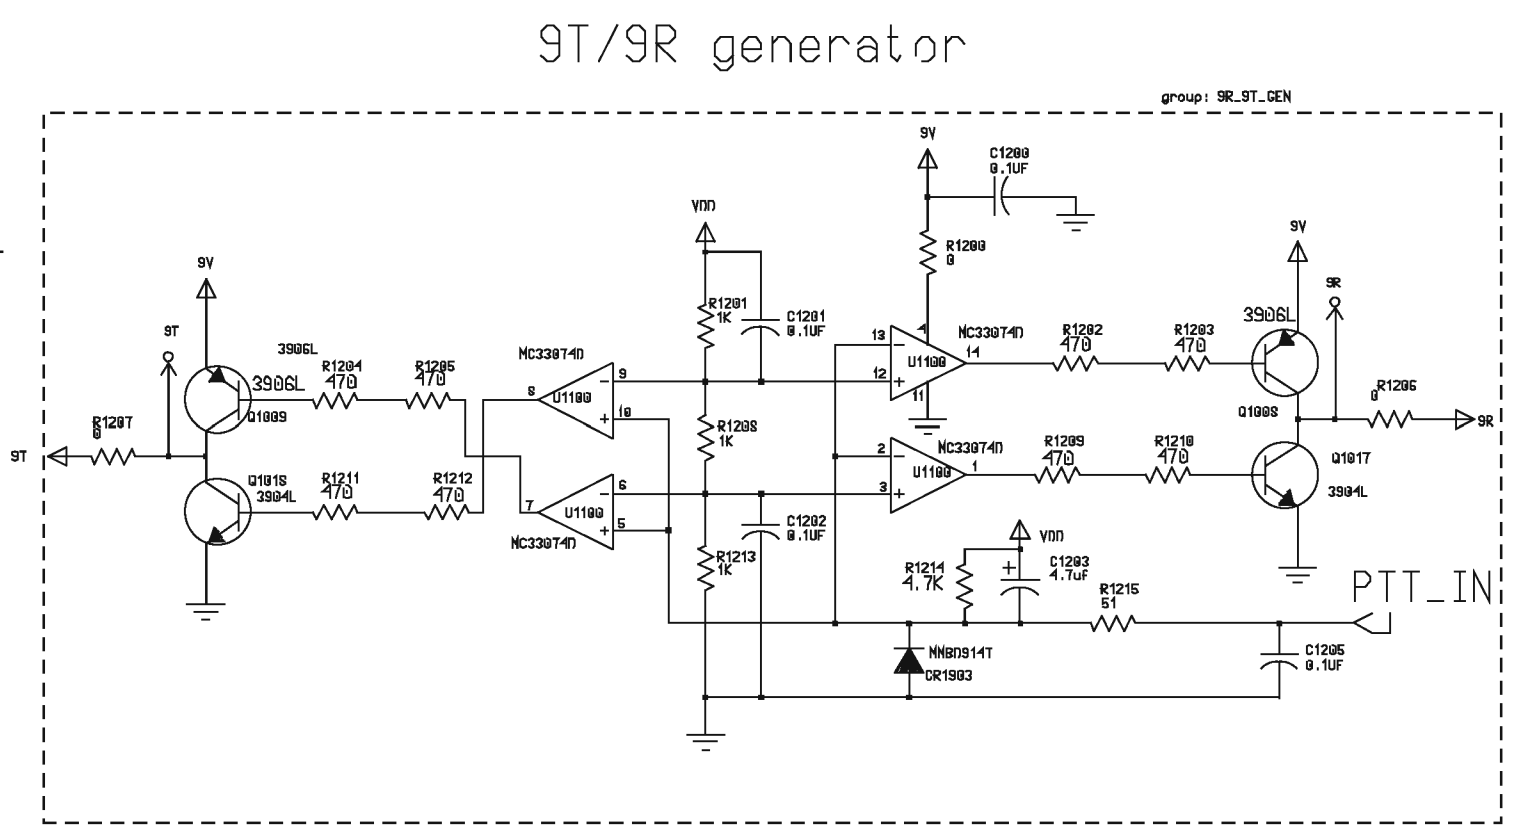 9T/9R generator
group: 9R_9T_GEN
9V
C1200
0.1UF
R1200
0
VDD
R1201
1K
C1201
0.1UF
9V
9T
3906L
3906L
Q1009
R1204
470
R1205
470
MC33074D
8
U1100
9
10
13
12
4
11
U1100
MC33074D
14
R1202
470
R1203
470
9V
9R
3906L
Q1008
R1206
0
9R
R1207
0
9T
Q1018
3904L
R1211
470
R1212
470
7
U1100
6
5
MC33074D
R1208
1K
C1202
0.1UF
R1213
1K
2
3
U1100
MC33074D
1
R1209
470
R1210
470
Q1017
3904L
VDD
R1214
4.7K
C1203
4.7uf
R1215
51
PTT_IN
MMBD914T
CR1903
C1205
0.1UF